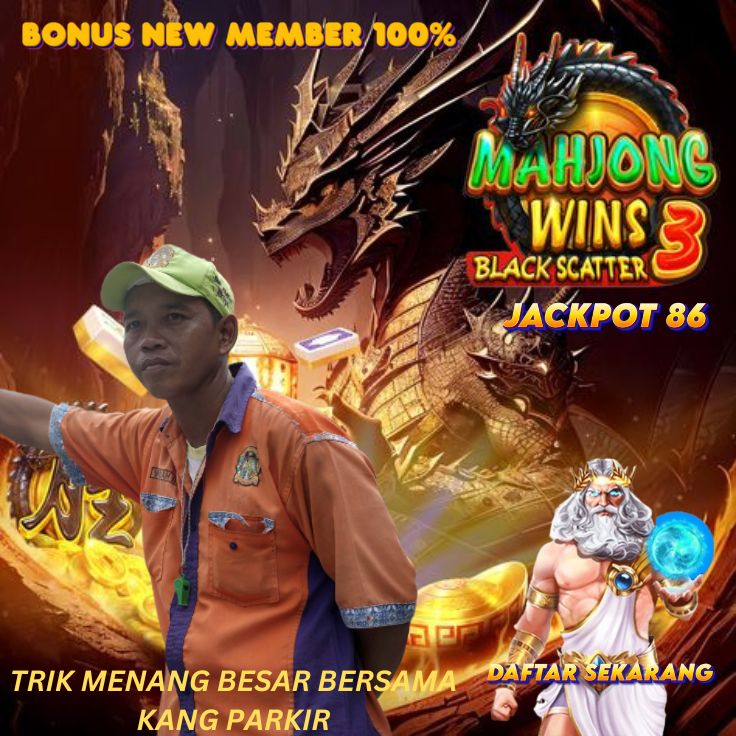 BONUS NEW MEMBER 100%
MAHJONG
WINS 3
BLACK SCATTER
JACKPOT 86
DAFTAR SEKARANG
TRIK MENANG BESAR BERSAMA
KANG PARKIR